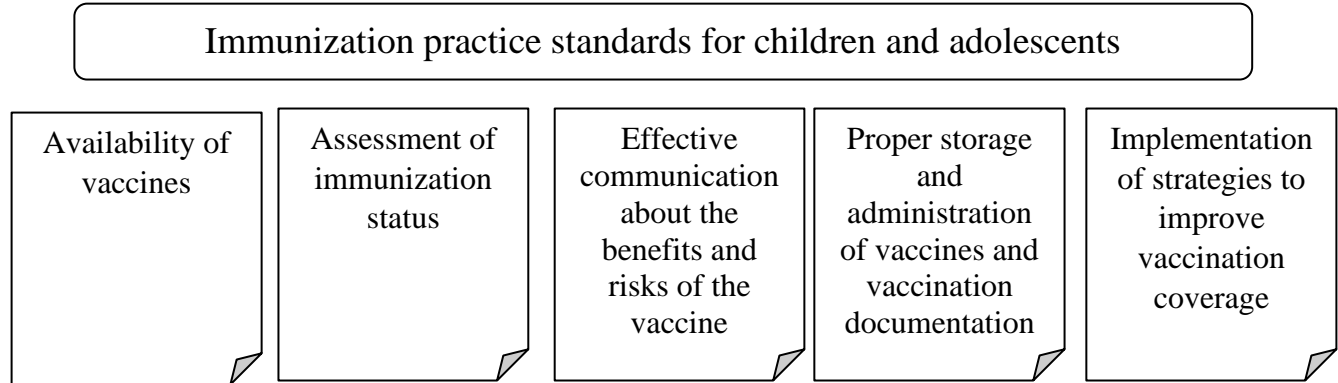 Immunization practice standards for children and adolescents
Availability of
vaccines
Assessment of
immunization
status
Effective
communication
about the
benefits and
risks of the
vaccine
Proper storage
and
administration
of vaccines and
vaccination
documentation
Implementation
of strategies to
improve
vaccination
coverage